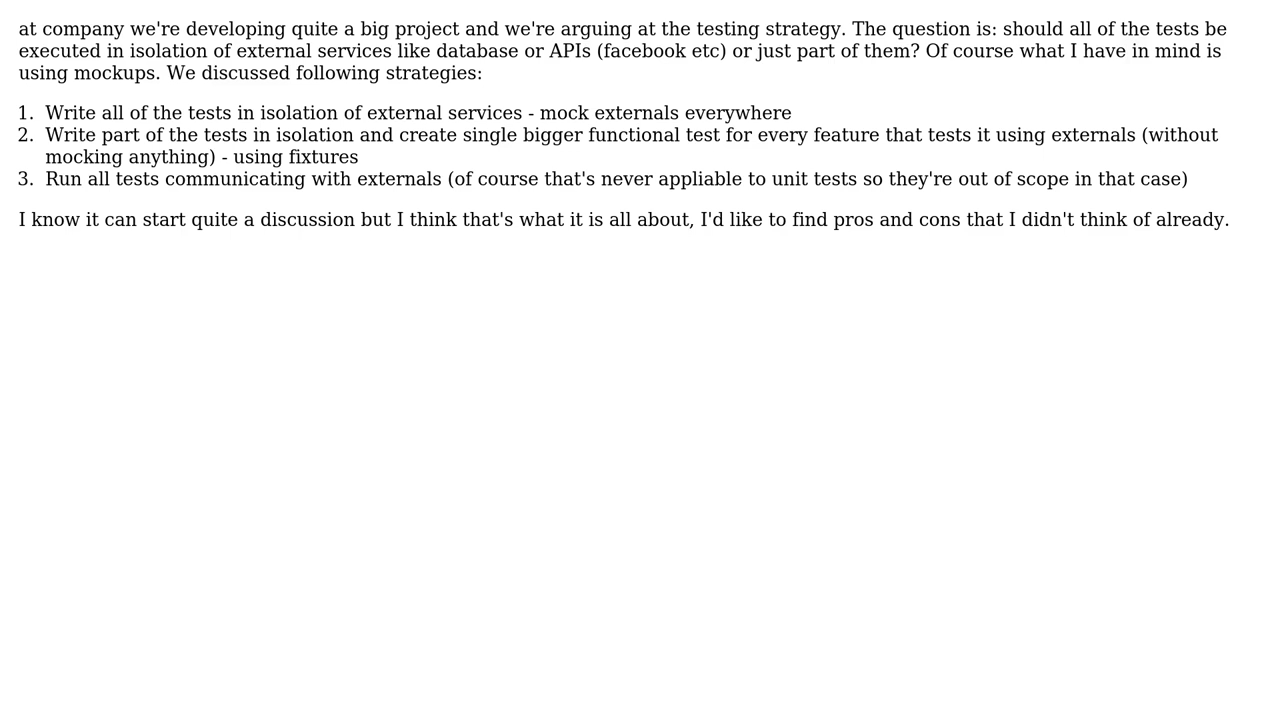 at company we're developing quite a big project and we're arguing at the testing strategy. The question is: should all of the tests be
executed in isolation of external services like database or APIs (facebook etc) or just part of them? Of course what I have in mind is
using mockups. We discussed following strategies:
1. Write all of the tests in isolation of external services - mock externals everywhere
2. Write part of the tests in isolation and create single bigger functional test for every feature that tests it using externals (without
mocking anything) - using fixtures
3. Run all tests communicating with externals (of course that's never appliable to unit tests so they're out of scope in that case)
I know it can start quite a discussion but I think that's what it is all about, I'd like to find pros and cons that I didn't think of already.